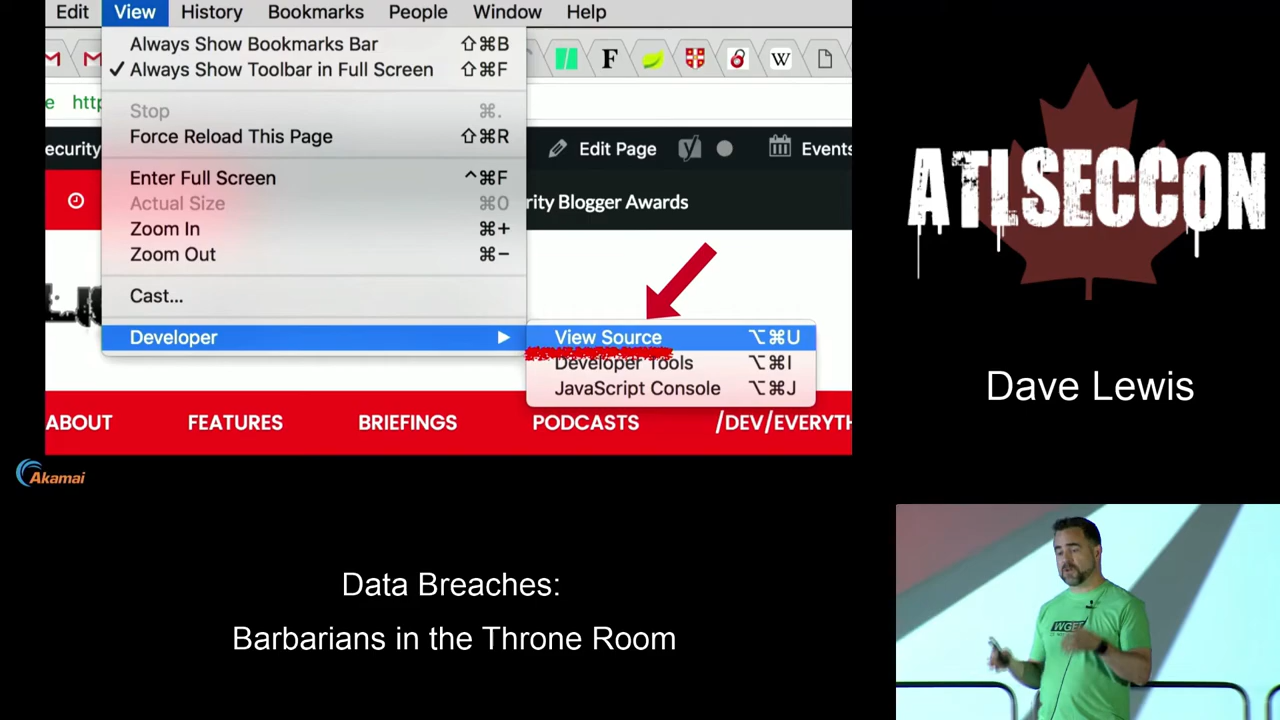 Edit View History Bookmarks People Window Help
Always Show Bookmarks Bar ⇧⌘B
✓ Always Show Toolbar in Full Screen ⇧⌘F
Stop ⌘.
Force Reload This Page ⇧⌘R
Enter Full Screen ^⌘F
Actual Size ⌘0
Zoom In ⌘+
Zoom Out ⌘−
Cast...
Developer ▶
View Source ⌥⌘U
Developer Tools ⌥⌘I
JavaScript Console ⌥⌘J
F
W
ecurity
Edit Page
Events
rity Blogger Awards
ABOUT FEATURES BRIEFINGS PODCASTS /DEV/EVERYTH
Akamai
ATLSECCON
Dave Lewis
Data Breaches:
Barbarians in the Throne Room